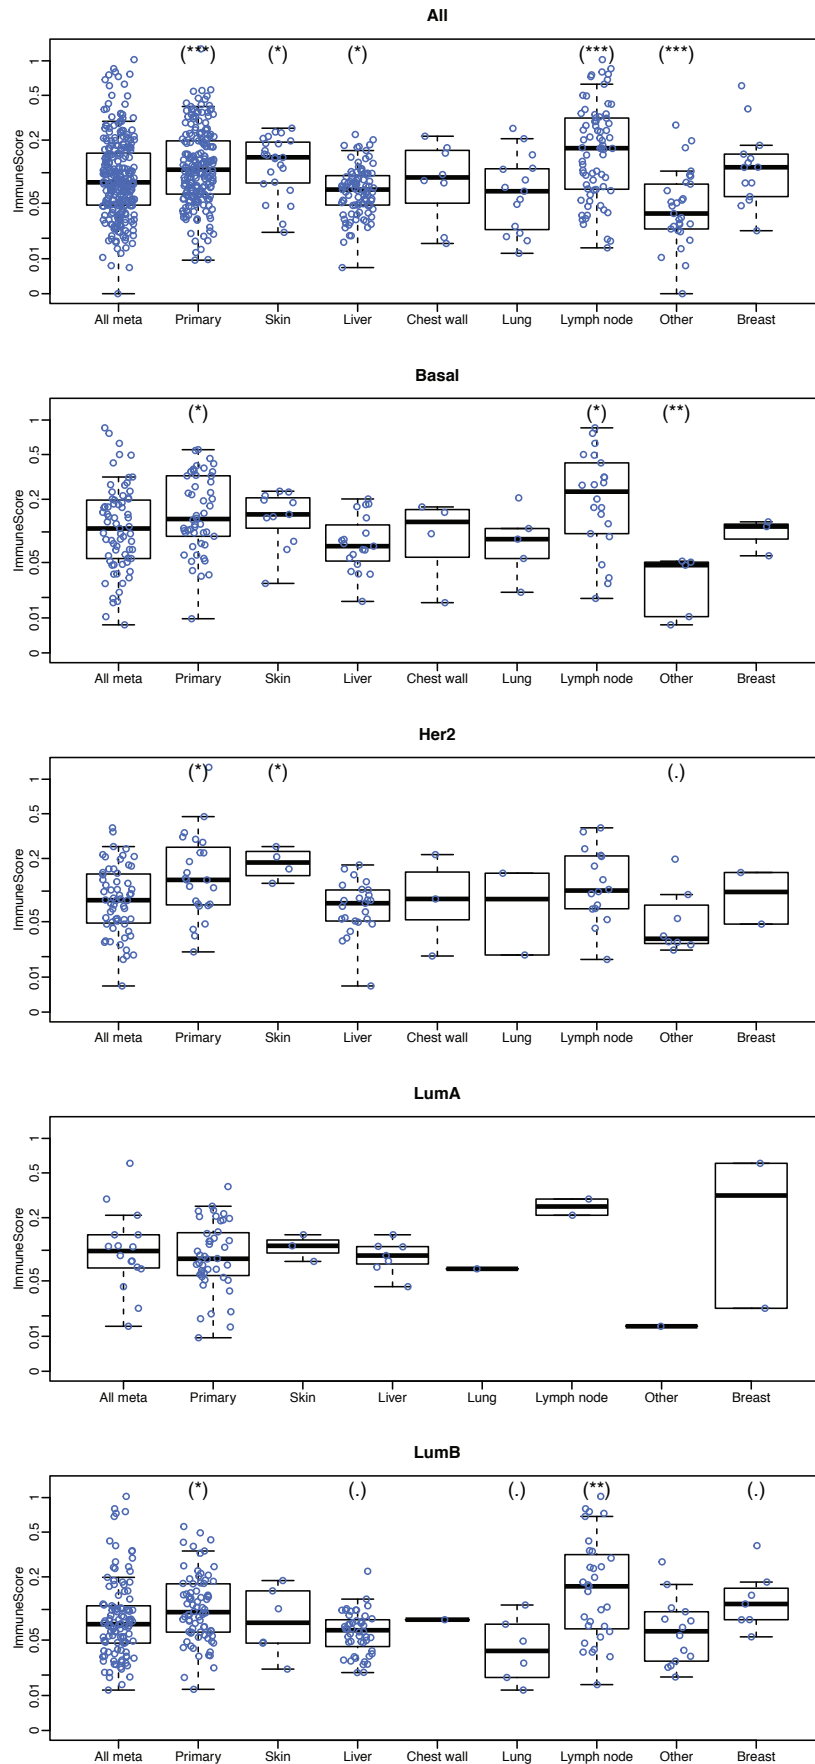 All
(***) (*) (*) (***) (***)
1
0.5
0.2
0.05
0.01
0
ImmuneScore
All meta Primary Skin Liver Chest wall Lung Lymph node Other Breast
Basal
(*) (*) (**)
1
0.5
0.2
0.05
0.01
0
ImmuneScore
All meta Primary Skin Liver Chest wall Lung Lymph node Other Breast
Her2
(*) (*) (.)
1
0.5
0.2
0.05
0.01
0
ImmuneScore
All meta Primary Skin Liver Chest wall Lung Lymph node Other Breast
LumA
1
0.5
0.2
0.05
0.01
0
ImmuneScore
All meta Primary Skin Liver Lung Lymph node Other Breast
LumB
(*) (.) (.) (**) (.)
1
0.5
0.2
0.05
0.01
0
ImmuneScore
All meta Primary Skin Liver Chest wall Lung Lymph node Other Breast